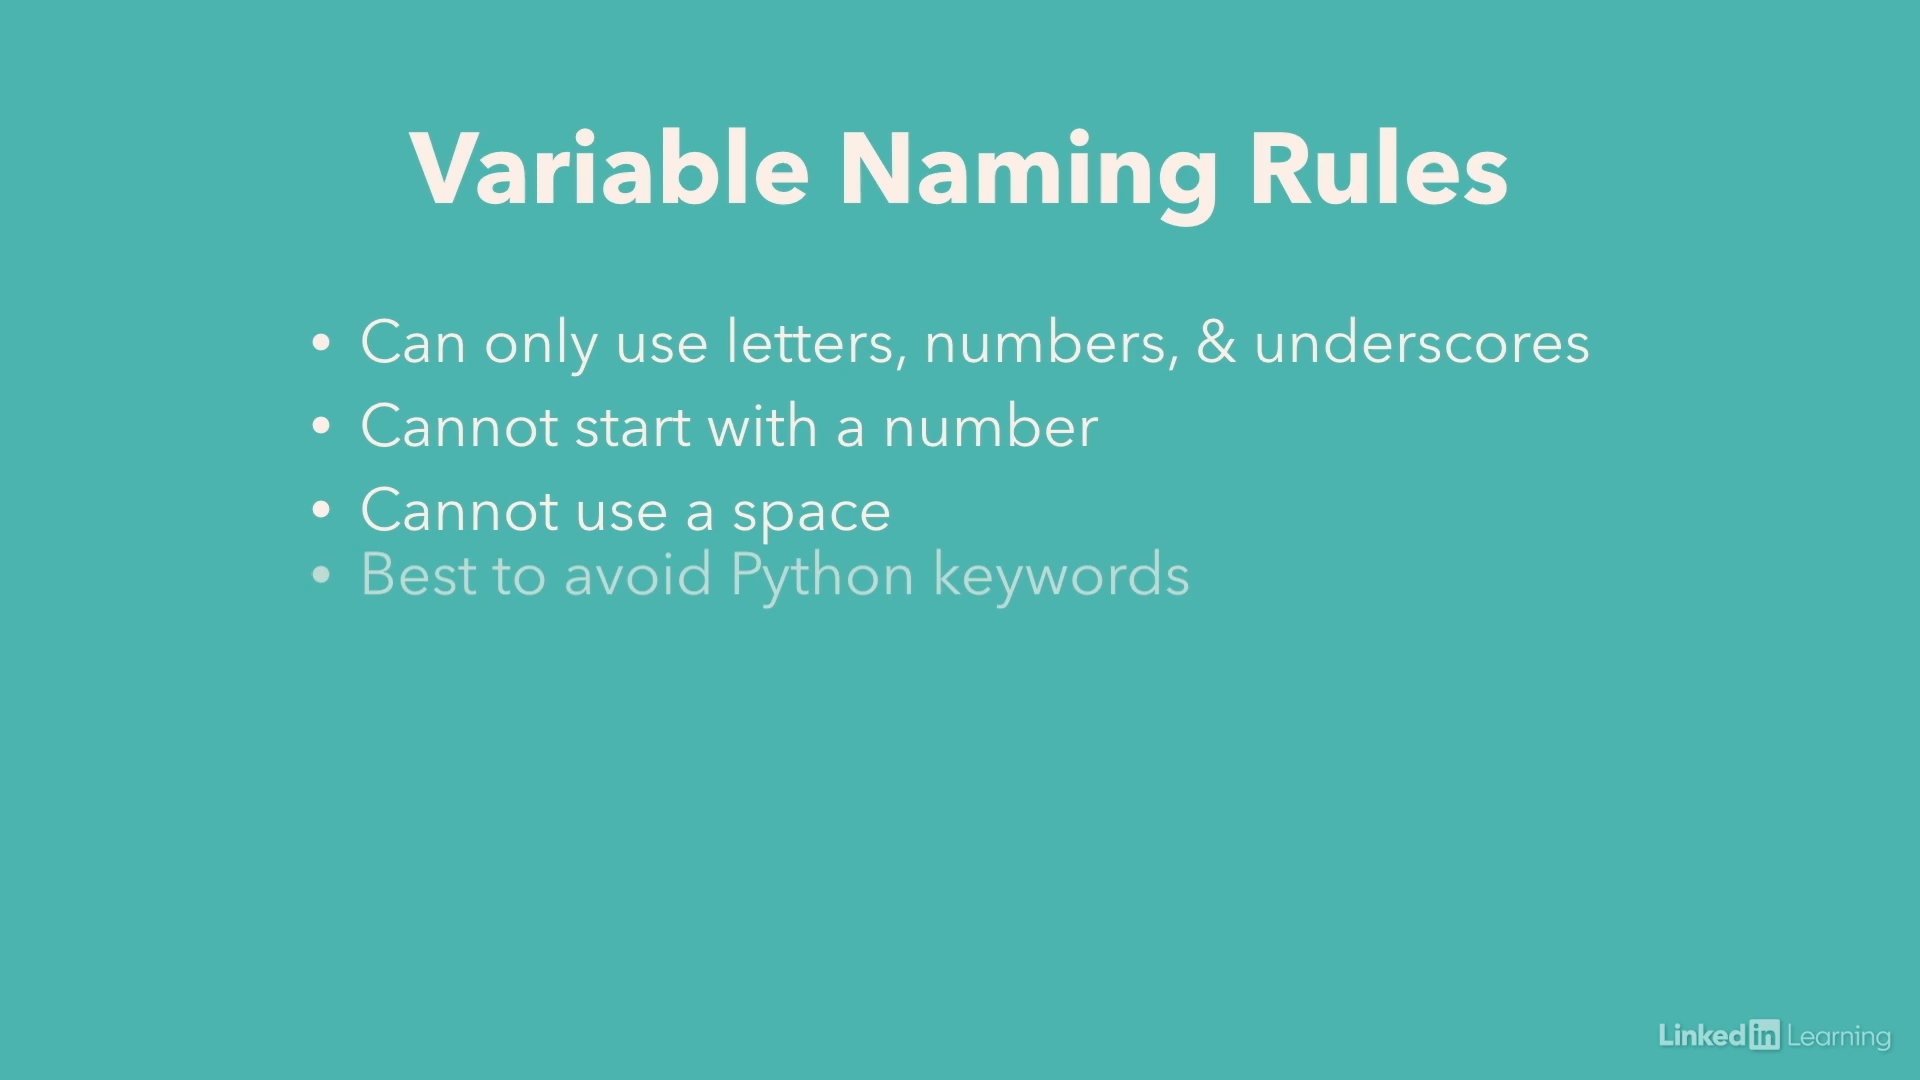 Variable Naming Rules
• Can only use letters, numbers, & underscores
• Cannot start with a number
• Cannot use a space
• Best to avoid Python keywords
Linked in Learning